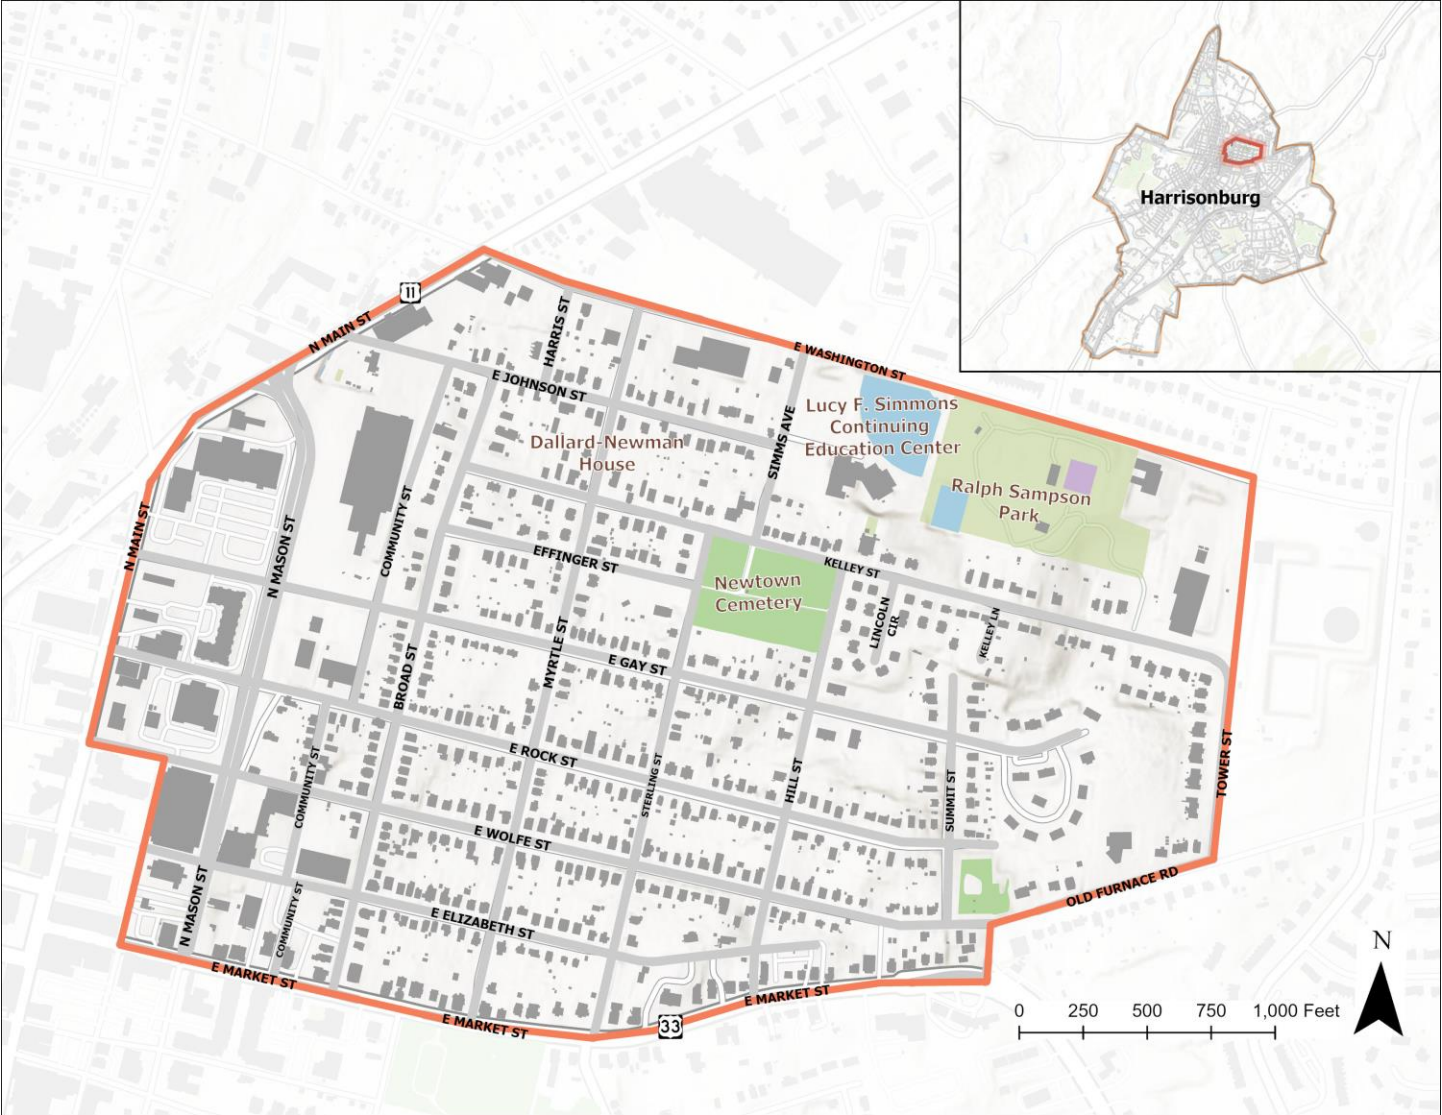 Harrisonburg
11
N MAIN ST
HARRIS ST
E WASHINGTON ST
E JOHNSON ST
SIMMS AVE
Lucy F. Simmons
Continuing
Education Center
Dallard-Newman
House
Ralph Sampson
Park
N MAIN ST
N MASON ST
COMMUNITY ST
EFFINGER ST
KELLEY ST
Newtown
Cemetery
LINCOLN
CIR
KELLEY LN
BROAD ST
MYRTLE ST
E GAY ST
E ROCK ST
COMMUNITY ST
STERLING ST
HILL ST
SUMMIT ST
TOWER ST
E WOLFE ST
OLD FURNACE RD
N MASON ST
COMMUNITY ST
E ELIZABETH ST
E MARKET ST
E MARKET ST
E MARKET ST
33
N
0 250 500 750 1,000 Feet